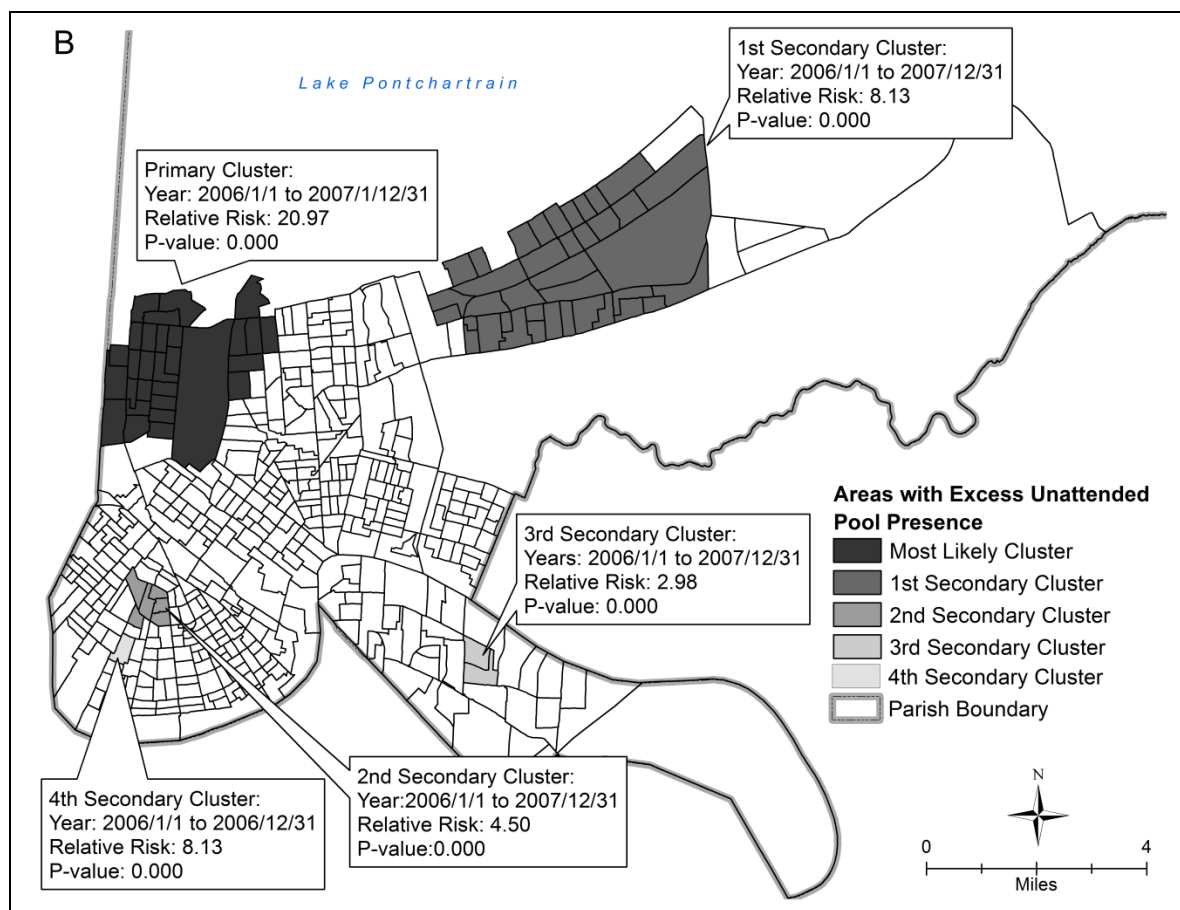 B
Lake Pontchartrain
1st Secondary Cluster:
Year: 2006/1/1 to 2007/12/31
Relative Risk: 8.13
P-value: 0.000
Primary Cluster:
Year: 2006/1/1 to 2007/1/12/31
Relative Risk: 20.97
P-value: 0.000
3rd Secondary Cluster:
Years: 2006/1/1 to 2007/12/31
Relative Risk: 2.98
P-value: 0.000
Areas with Excess Unattended
Pool Presence
Most Likely Cluster
1st Secondary Cluster
2nd Secondary Cluster
3rd Secondary Cluster
4th Secondary Cluster
Parish Boundary
2nd Secondary Cluster:
Year:2006/1/1 to 2007/12/31
Relative Risk: 4.50
P-value:0.000
4th Secondary Cluster:
Year: 2006/1/1 to 2006/12/31
Relative Risk: 8.13
P-value: 0.000
N
0 4
Miles